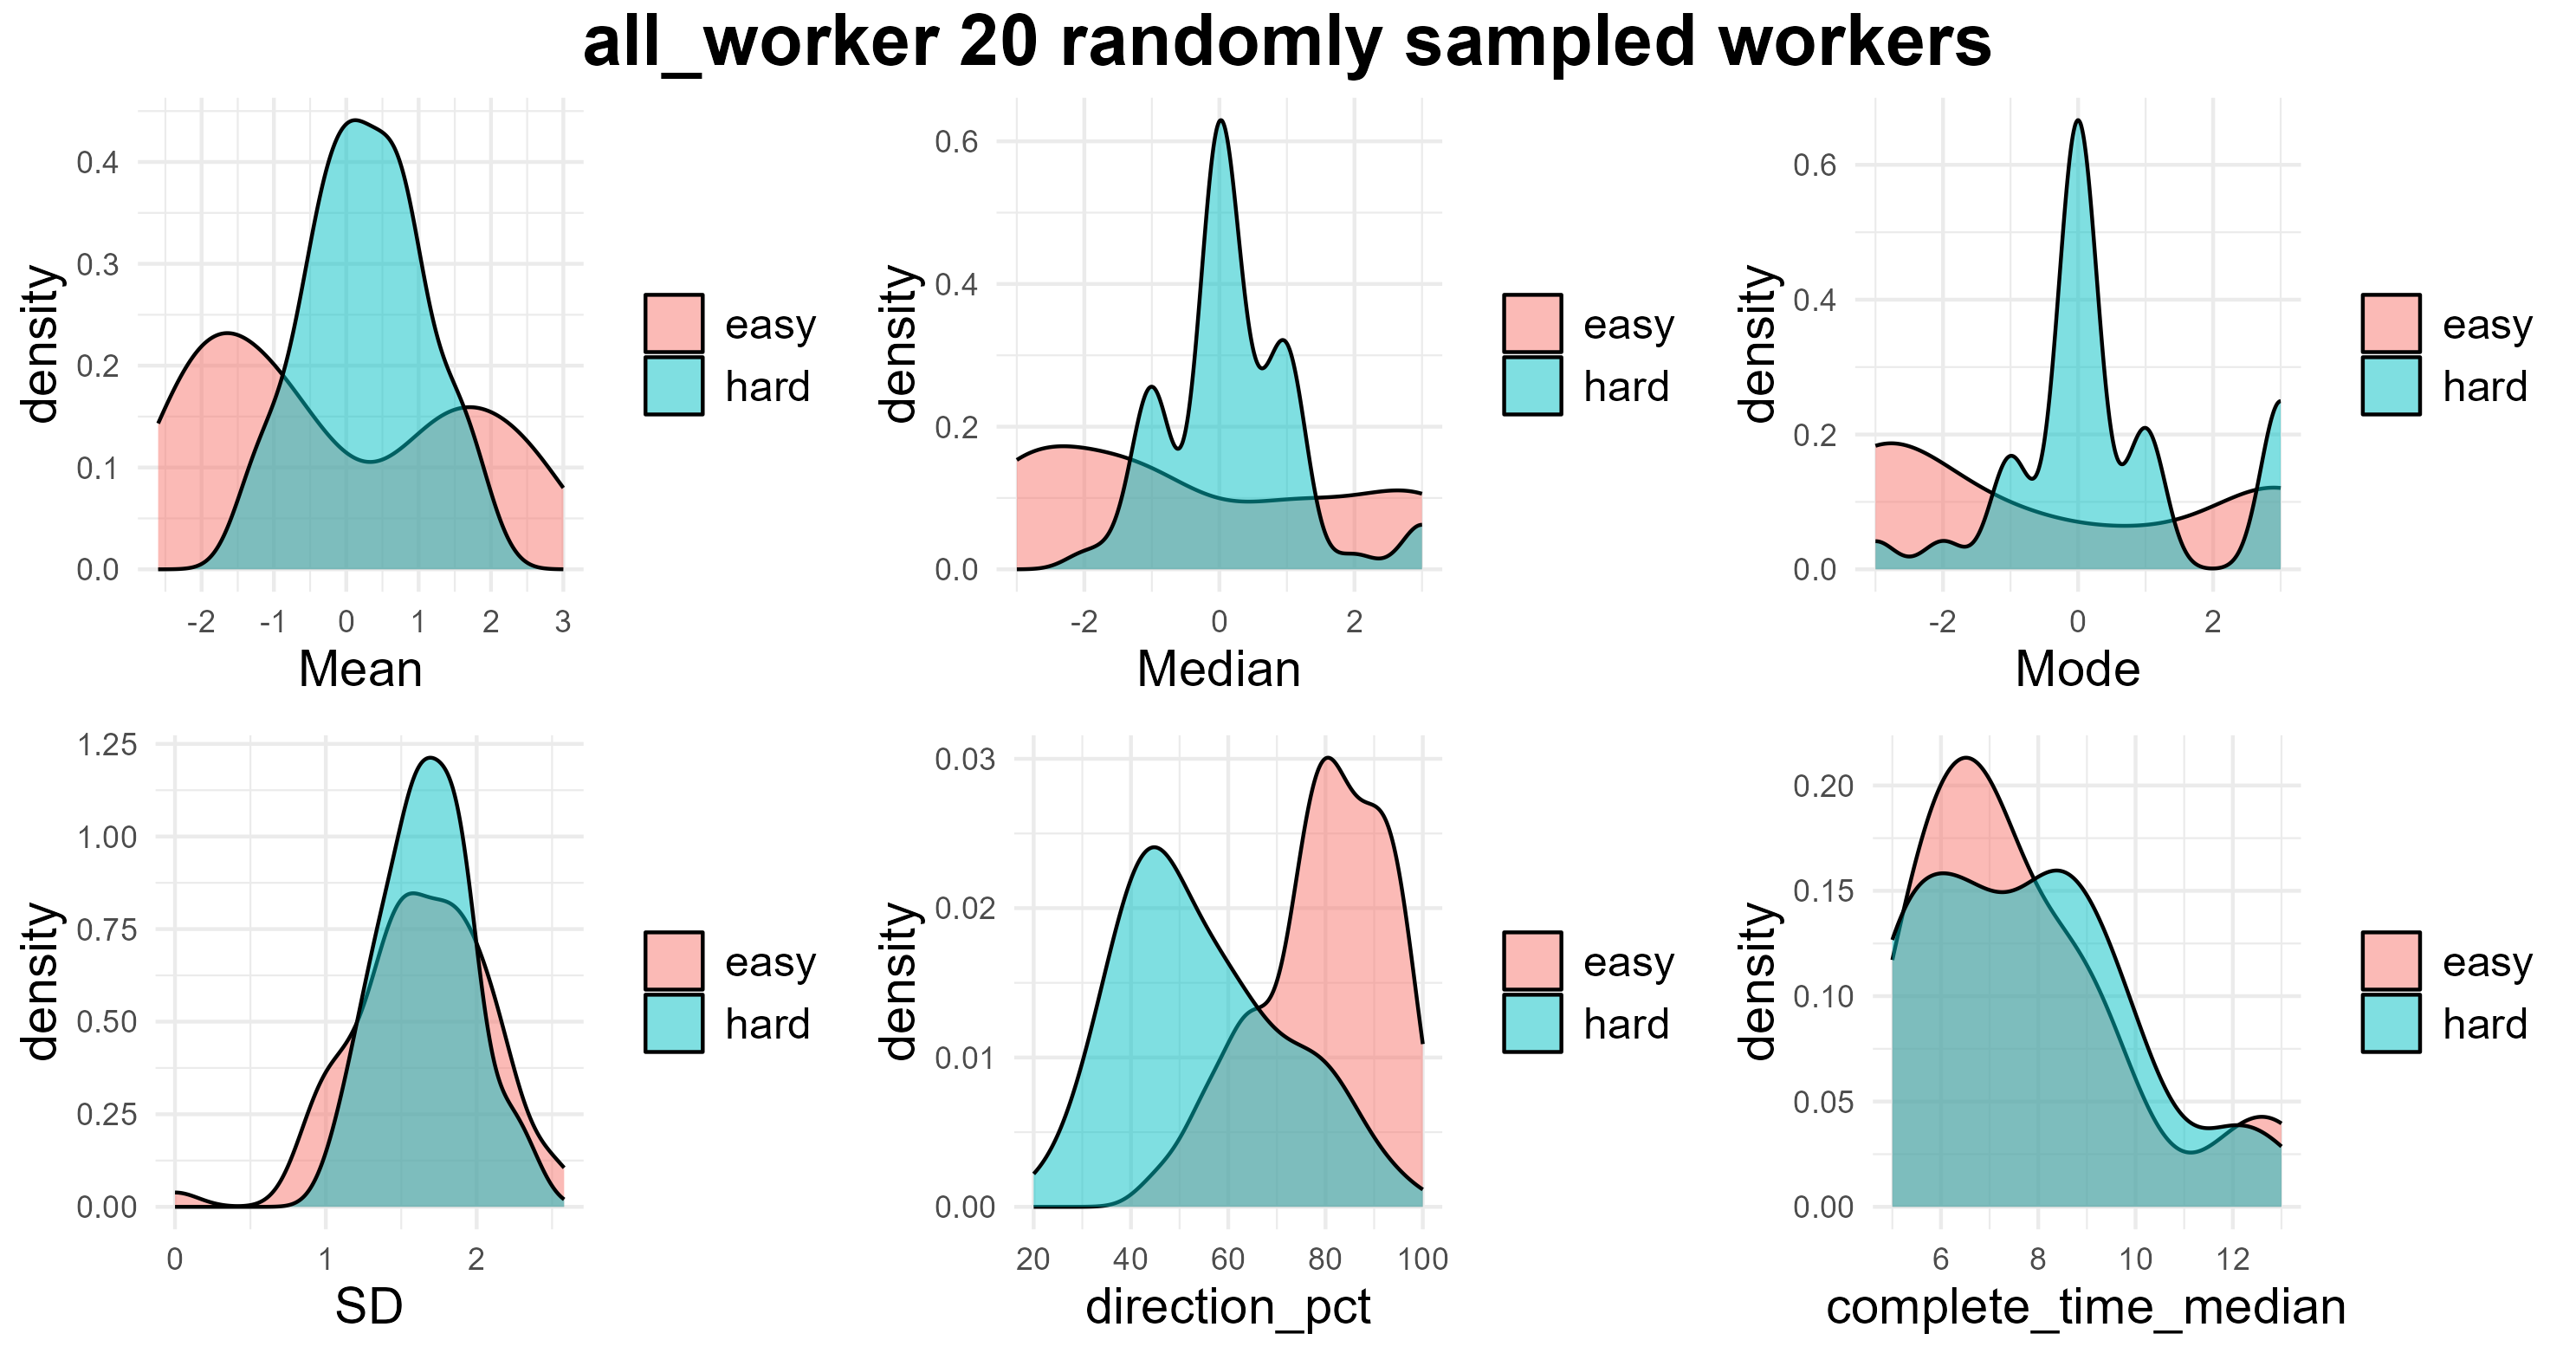 all_worker 20 randomly sampled workers
density
0.4
0.3
0.2
0.1
0.0
-2 -1 0 1 2 3
Mean
easy
hard
density
0.6
0.4
0.2
0.0
-2 0 2
Median
easy
hard
density
0.6
0.4
0.2
0.0
-2 0 2
Mode
easy
hard
density
1.25
1.00
0.75
0.50
0.25
0.00
0 1 2
SD
easy
hard
density
0.03
0.02
0.01
0.00
20 40 60 80 100
direction_pct
easy
hard
density
0.20
0.15
0.10
0.05
0.00
6 8 10 12
complete_time_median
easy
hard